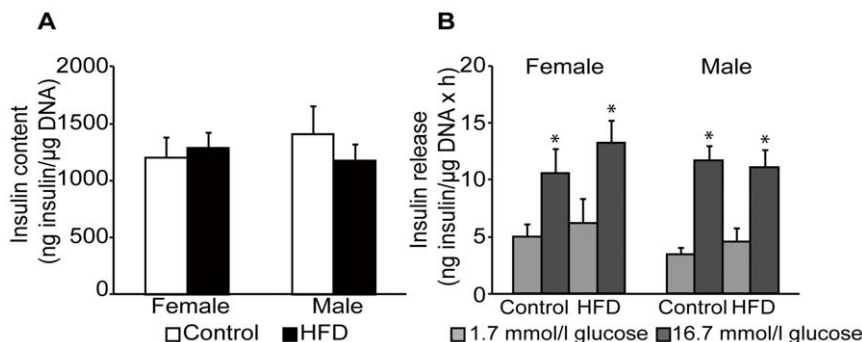 A
Insulin content
(ng insulin/μg DNA)
2000
1500
1000
500
0
Female
Male
Control
HFD
B
Insulin release
(ng insulin/μg DNA x h)
20
15
10
5
0
Female
Male
*
*
*
*
Control HFD
Control HFD
1.7 mmol/l glucose
16.7 mmol/l glucose